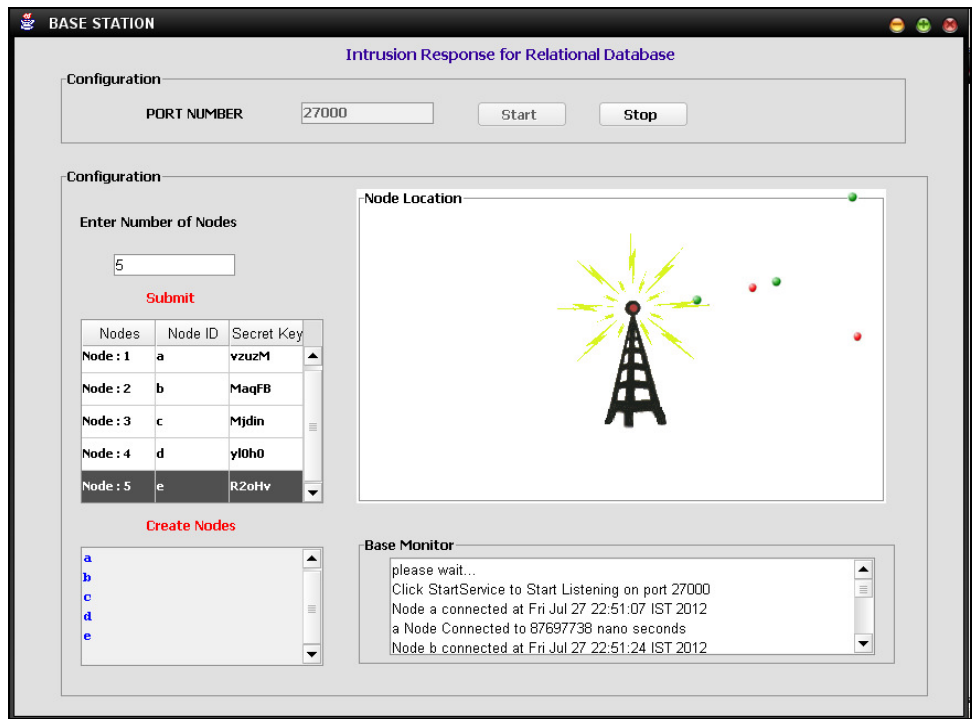 BASE STATION
Intrusion Response for Relational Database
Configuration
PORT NUMBER 27000 Start Stop
Configuration
Enter Number of Nodes
5
Submit
Nodes Node ID Secret Key
Node : 1 a vzuzM
Node : 2 b MaqFB
Node : 3 c Mjdin
Node : 4 d yl0h0
Node : 5 e R2oHv
Create Nodes
a
b
c
d
e
Node Location
Base Monitor
please wait...
Click StartService to Start Listening on port 27000
Node a connected at Fri Jul 27 22:51:07 IST 2012
a Node Connected to 87697738 nano seconds
Node b connected at Fri Jul 27 22:51:24 IST 2012